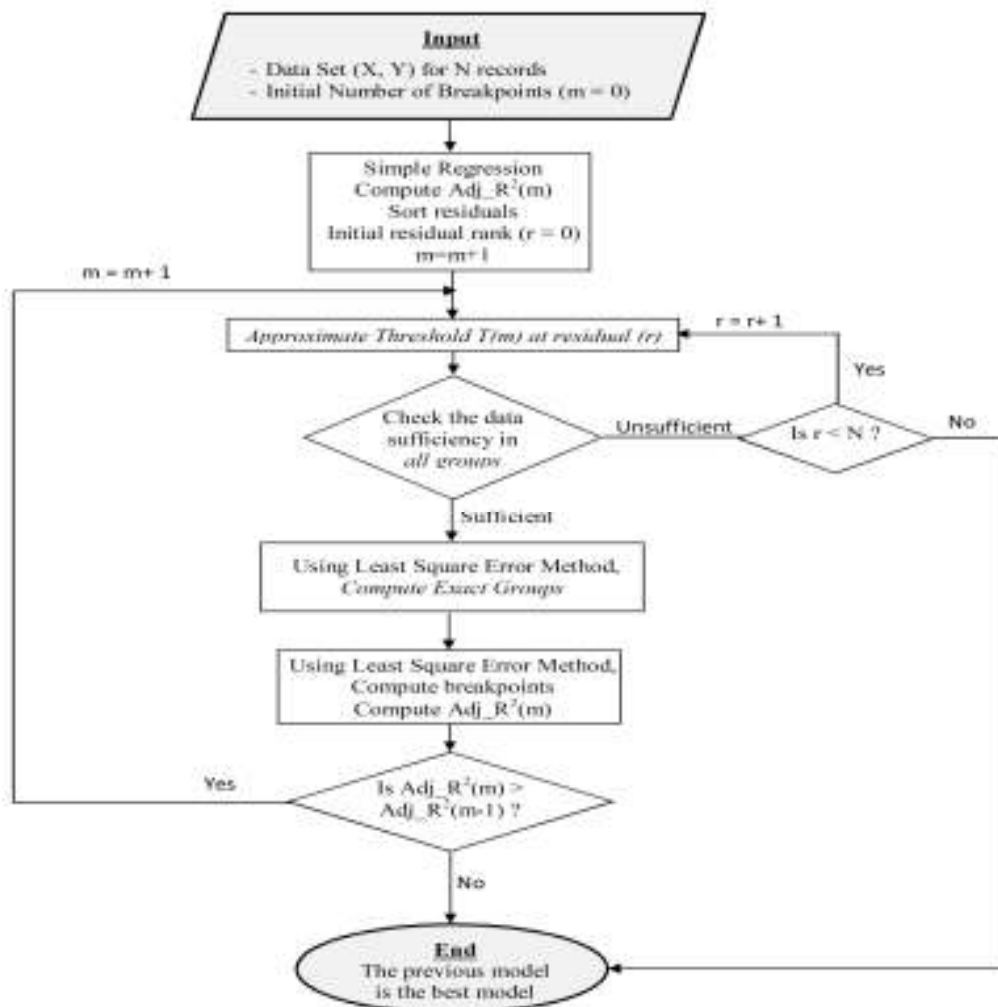 Input
- Data Set (X, Y) for N records
- Initial Number of Breakpoints (m = 0)
Simple Regression
Compute Adj_R²(m)
Sort residuals
Initial residual rank (r = 0)
m=m+1
m = m+ 1
r = r+ 1
Approximate Threshold T(m) at residual (r)
Yes
Check the data
sufficiency in
all groups
Unsufficient
Is r < N ?
No
Sufficient
Using Least Square Error Method,
Compute Exact Groups
Using Least Square Error Method,
Compute breakpoints
Compute Adj_R²(m)
Yes
Is Adj_R²(m) >
Adj_R²(m-1) ?
No
End
The previous model
is the best model